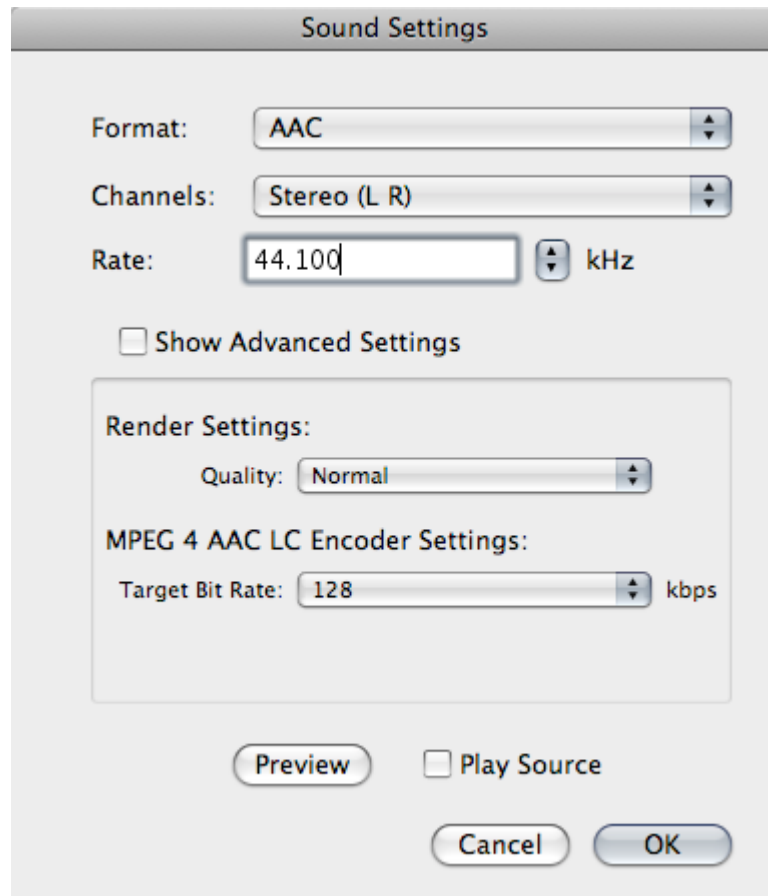 Sound Settings
Format: AAC
Channels: Stereo (L R)
Rate: 44.100 kHz
Show Advanced Settings
Render Settings:
Quality: Normal
MPEG 4 AAC LC Encoder Settings:
Target Bit Rate: 128 kbps
Preview Play Source
Cancel OK